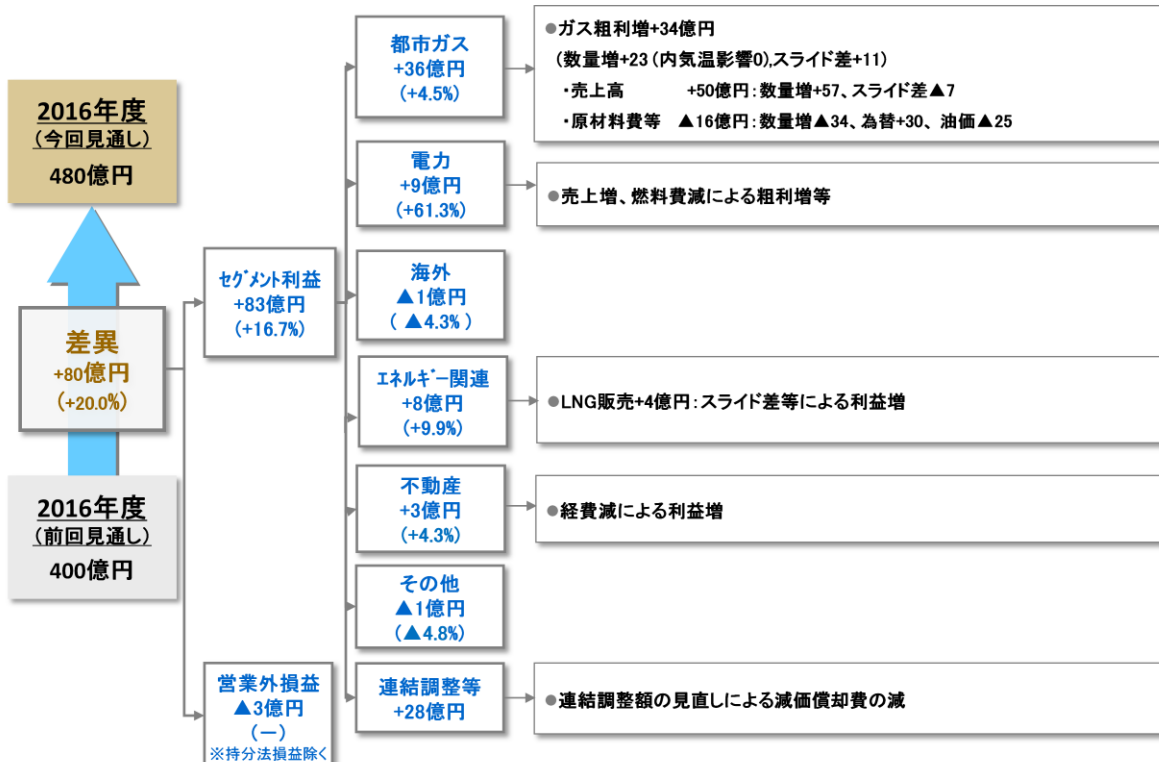 2016年度
(今回見通し)
480億円
差異
+80億円
(+20.0%)
2016年度
(前回見通し)
400億円
セグメント利益
+83億円
(+16.7%)
営業外損益
▲3億円
(－)
※持分法損益除く
都市ガス
+36億円
(+4.5%)
●ガス粗利増+34億円
(数量増+23(内気温影響0),スライド差+11)
・売上高 +50億円:数量増+57、スライド差▲7
・原材料費等 ▲16億円:数量増▲34、為替+30、油価▲25
電力
+9億円
(+61.3%)
●売上増、燃料費減による粗利増等
海外
▲1億円
( ▲4.3% )
エネルギー関連
+8億円
(+9.9%)
●LNG販売+4億円:スライド差等による利益増
不動産
+3億円
(+4.3%)
●経費減による利益増
その他
▲1億円
(▲4.8%)
連結調整等
+28億円
●連結調整額の見直しによる減価償却費の減